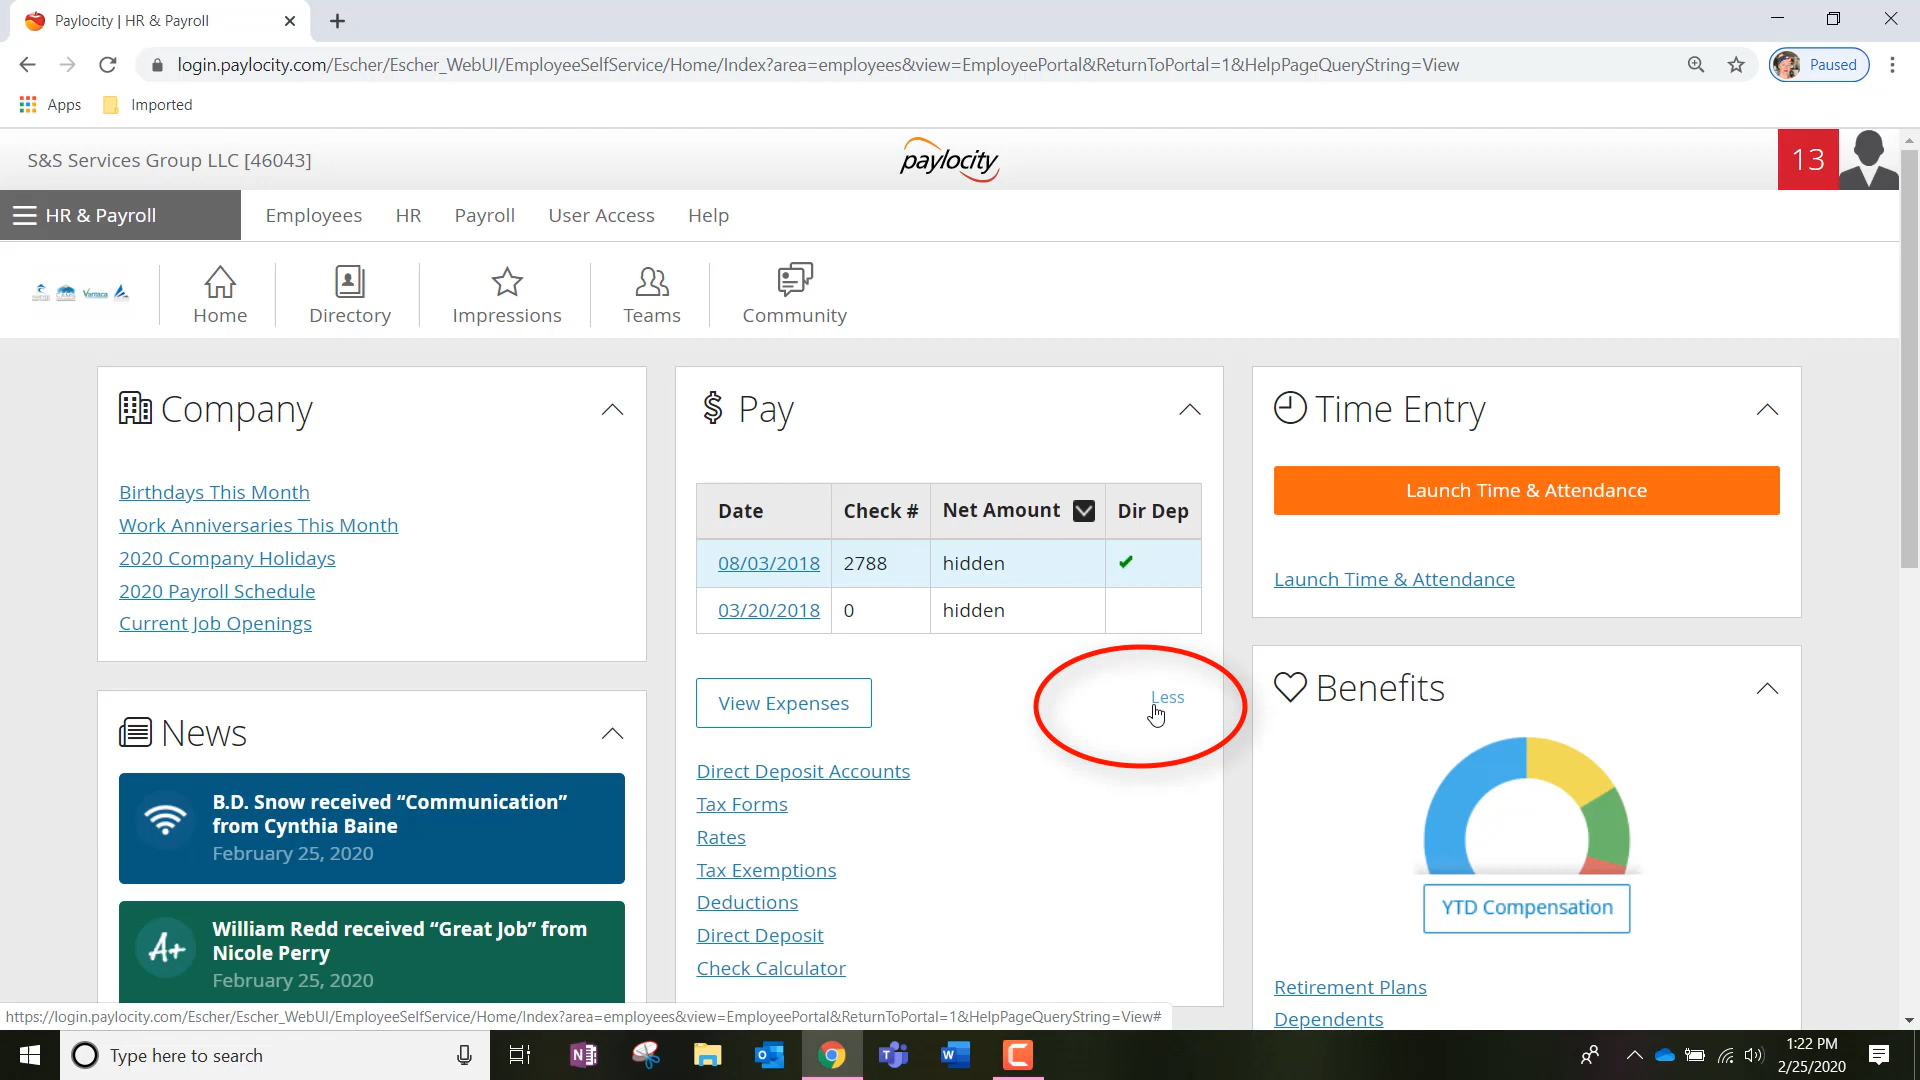 Paylocity | HR & Payroll
login.paylocity.com/Escher/Escher_WebUI/EmployeeSelfService/Home/Index?area=employees&view=EmployeePortal&ReturnToPortal=1&HelpPageQueryString=View
Paused
Apps
Imported
S&S Services Group LLC [46043]
paylocity
13
HR & Payroll
Employees
HR
Payroll
User Access
Help
Vantaca
Home
Directory
Impressions
Teams
Community
Company
Birthdays This Month
Work Anniversaries This Month
2020 Company Holidays
2020 Payroll Schedule
Current Job Openings
News
B.D. Snow received “Communication”
from Cynthia Baine
February 25, 2020
A+
William Redd received “Great Job” from
Nicole Perry
February 25, 2020
$ Pay
Date Check # Net Amount Dir Dep
08/03/2018 2788 hidden ✔
03/20/2018 0 hidden
View Expenses
Less
Direct Deposit Accounts
Tax Forms
Rates
Tax Exemptions
Deductions
Direct Deposit
Check Calculator
Time Entry
Launch Time & Attendance
Launch Time & Attendance
Benefits
YTD Compensation
Retirement Plans
Dependents
https://login.paylocity.com/Escher/Escher_WebUI/EmployeeSelfService/Home/Index?area=employees&view=EmployeePortal&ReturnToPortal=1&HelpPageQueryString=View#
Type here to search
1:22 PM
2/25/2020